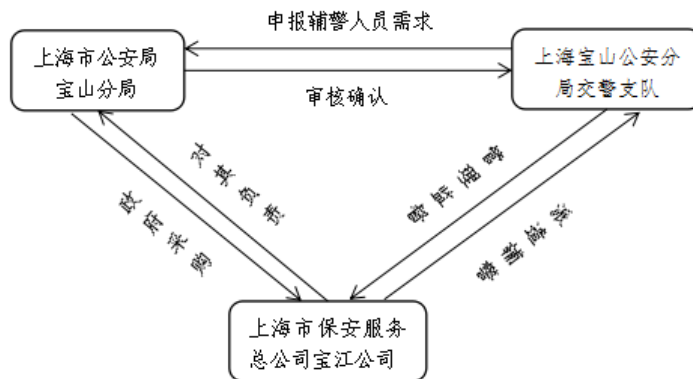 申报辅警人员需求
上海市公安局
宝山分局
上海宝山公安分
局交警支队
审核确认
对其负责
政府采购
管理监督
派遣辅警
上海市保安服务
总公司宝江公司